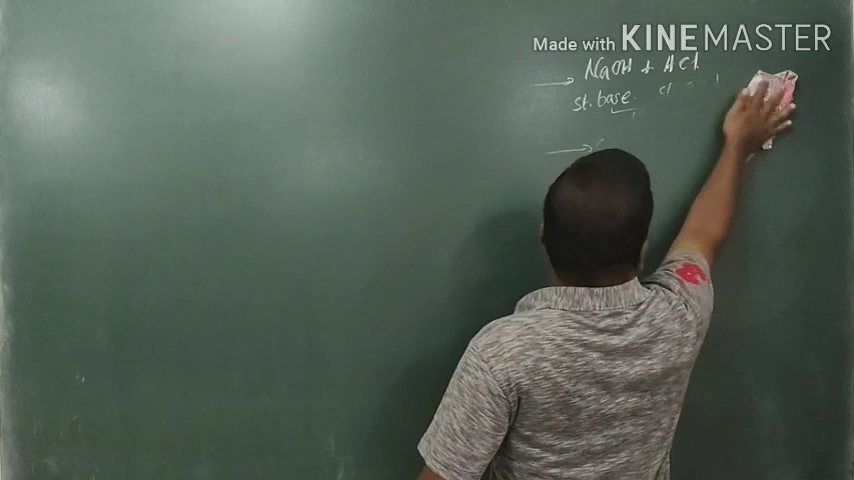 Made with KINEMASTER
→ NaOH + HCl
st. base.
→